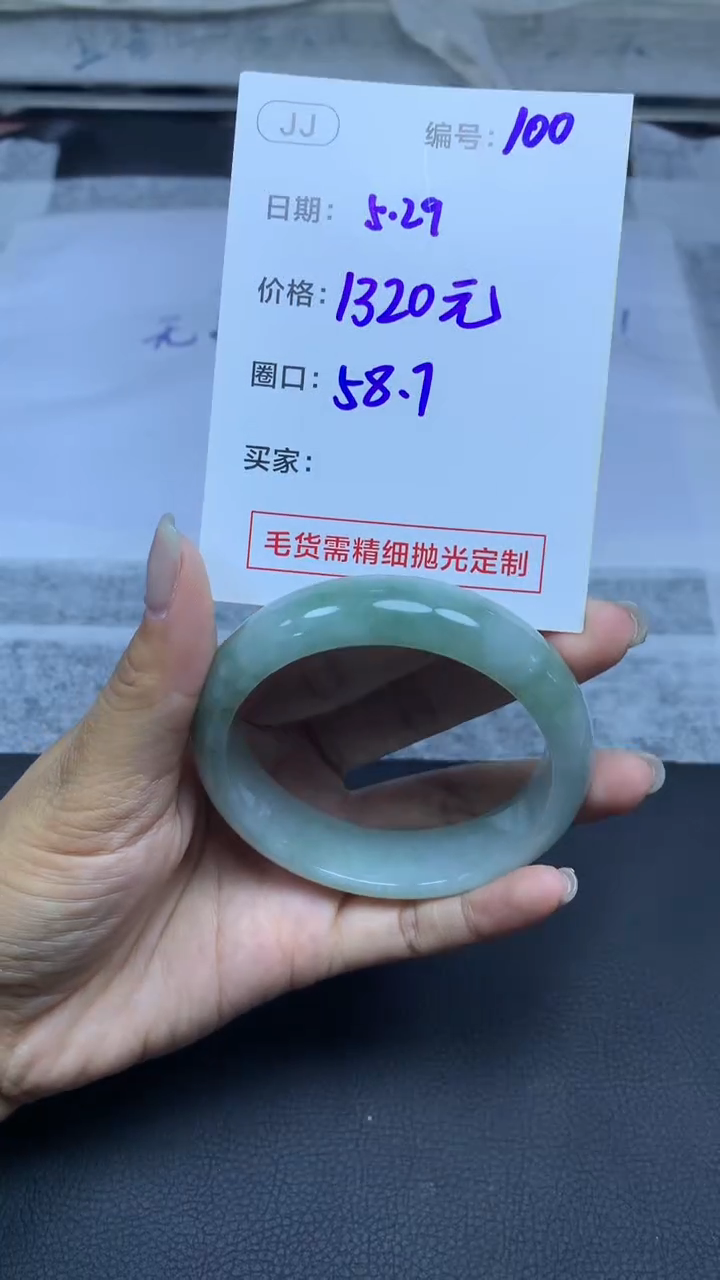 JJ
编号: 100
日期: 5.29
价格: 1320元
圈口: 58.7
买家:
毛货需精细抛光定制
元